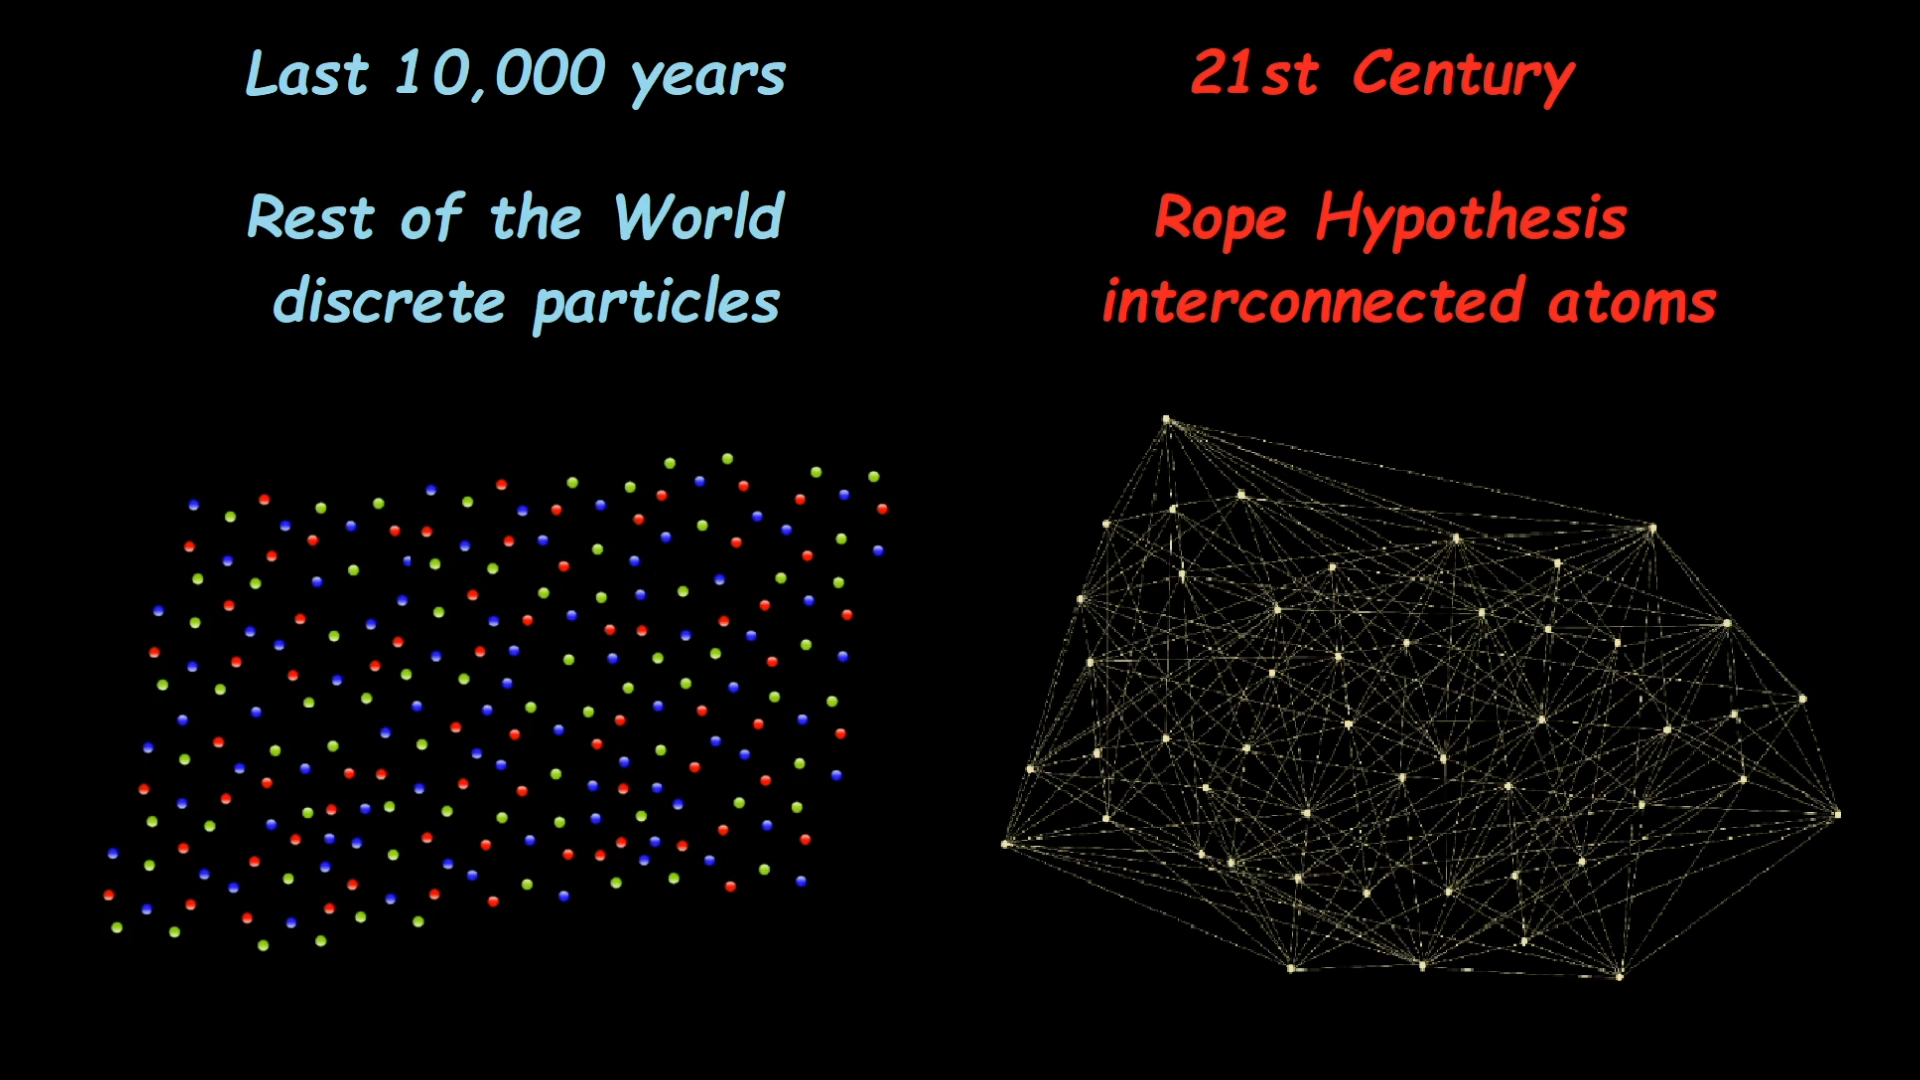 Last 10,000 years
Rest of the World
discrete particles
21st Century
Rope Hypothesis
interconnected atoms